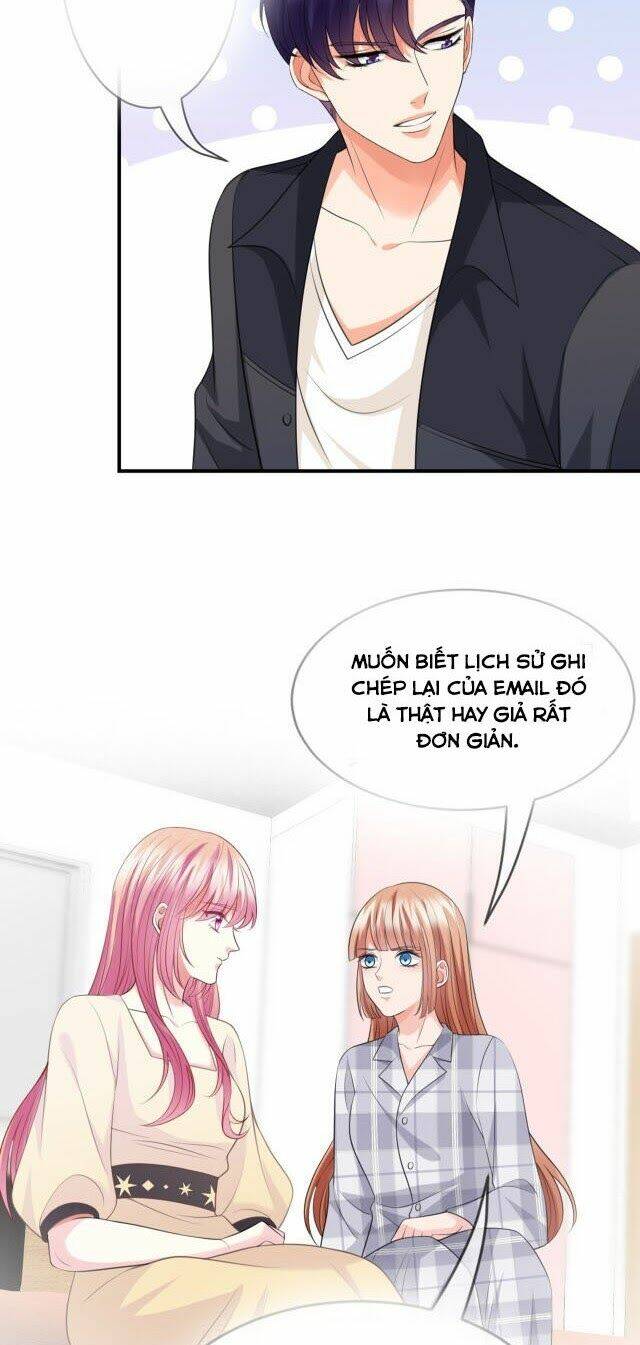 MUỐN BIẾT LỊCH SỬ GHI
CHÉP LẠI CỦA EMAIL ĐÓ
LÀ THẬT HAY GIẢ RẤT
ĐƠN GIẢN.